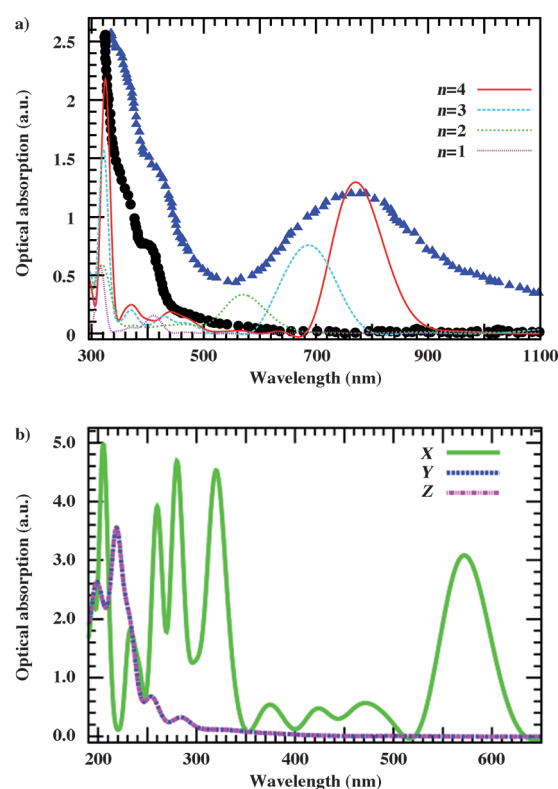 a)
2.5
2
1.5
1
0.5
0
Optical absorption (a.u.)
n=4
n=3
n=2
n=1
300 500 700 900 1100
Wavelength (nm)
b)
5.0
4.0
3.0
2.0
1.0
0.0
Optical absorption (a.u.)
X
Y
Z
200 300 400 500 600
Wavelength (nm)